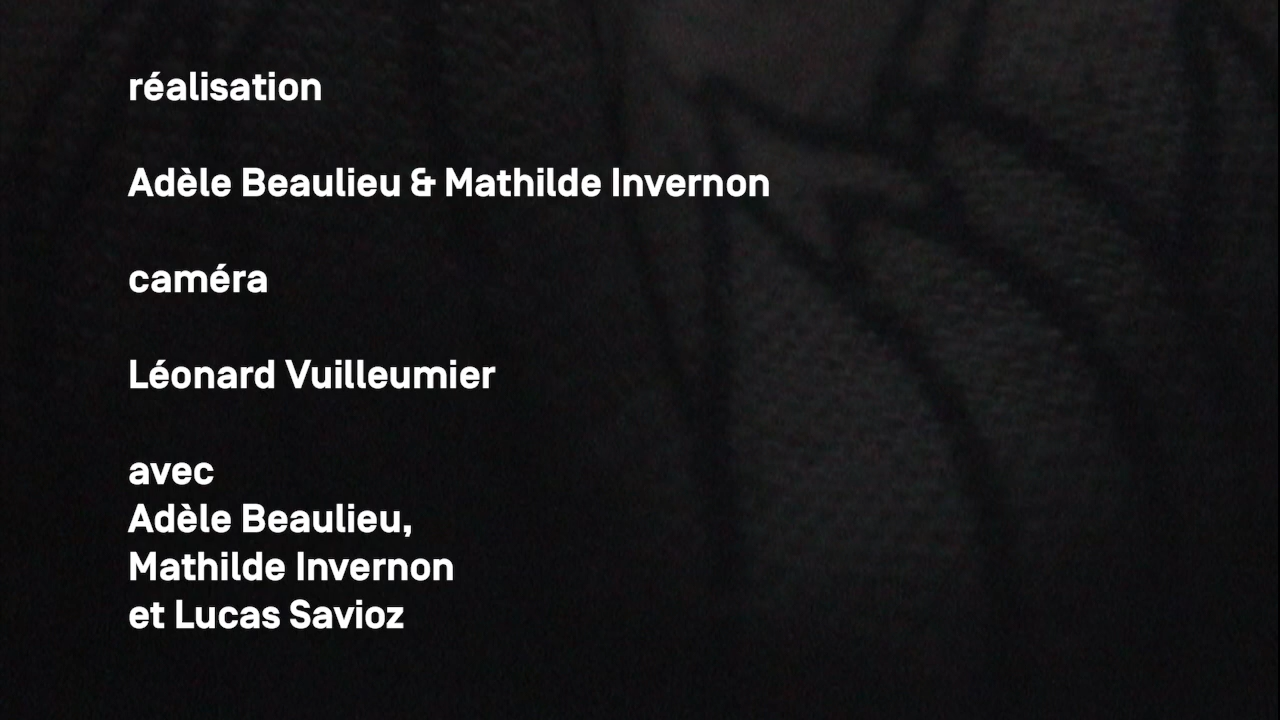 réalisation
Adèle Beaulieu & Mathilde Invernon
caméra
Léonard Vuilleumier
avec
Adèle Beaulieu,
Mathilde Invernon
et Lucas Savioz